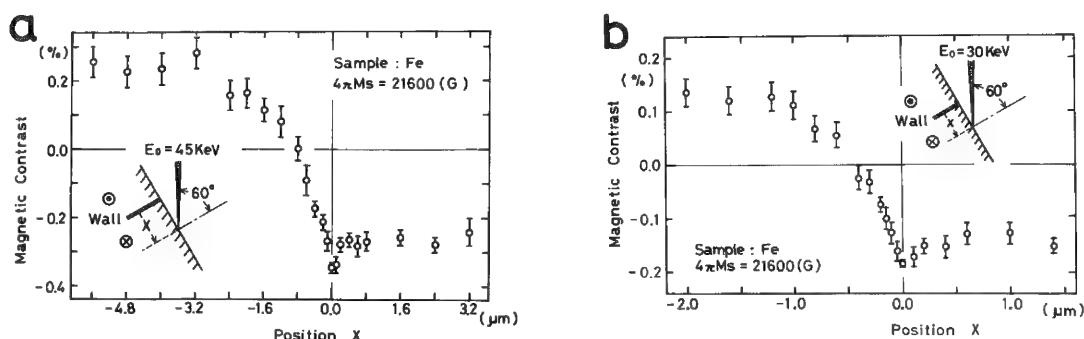 a
(%)
0.2
0.0
-0.2
-0.4
Magnetic Contrast
Sample : Fe
4πMs = 21600 (G)
E₀ = 45KeV
60°
Wall
X
-4.8
-3.2
-1.6
0.0
1.6
3.2
(μm)
Position X
b
(%)
0.2
0.1
0.0
-0.1
-0.2
Magnetic Contrast
E₀ = 30KeV
60°
Wall
X
Sample : Fe
4πMs = 21600 (G)
-2.0
-1.0
0.0
1.0
(μm)
Position X